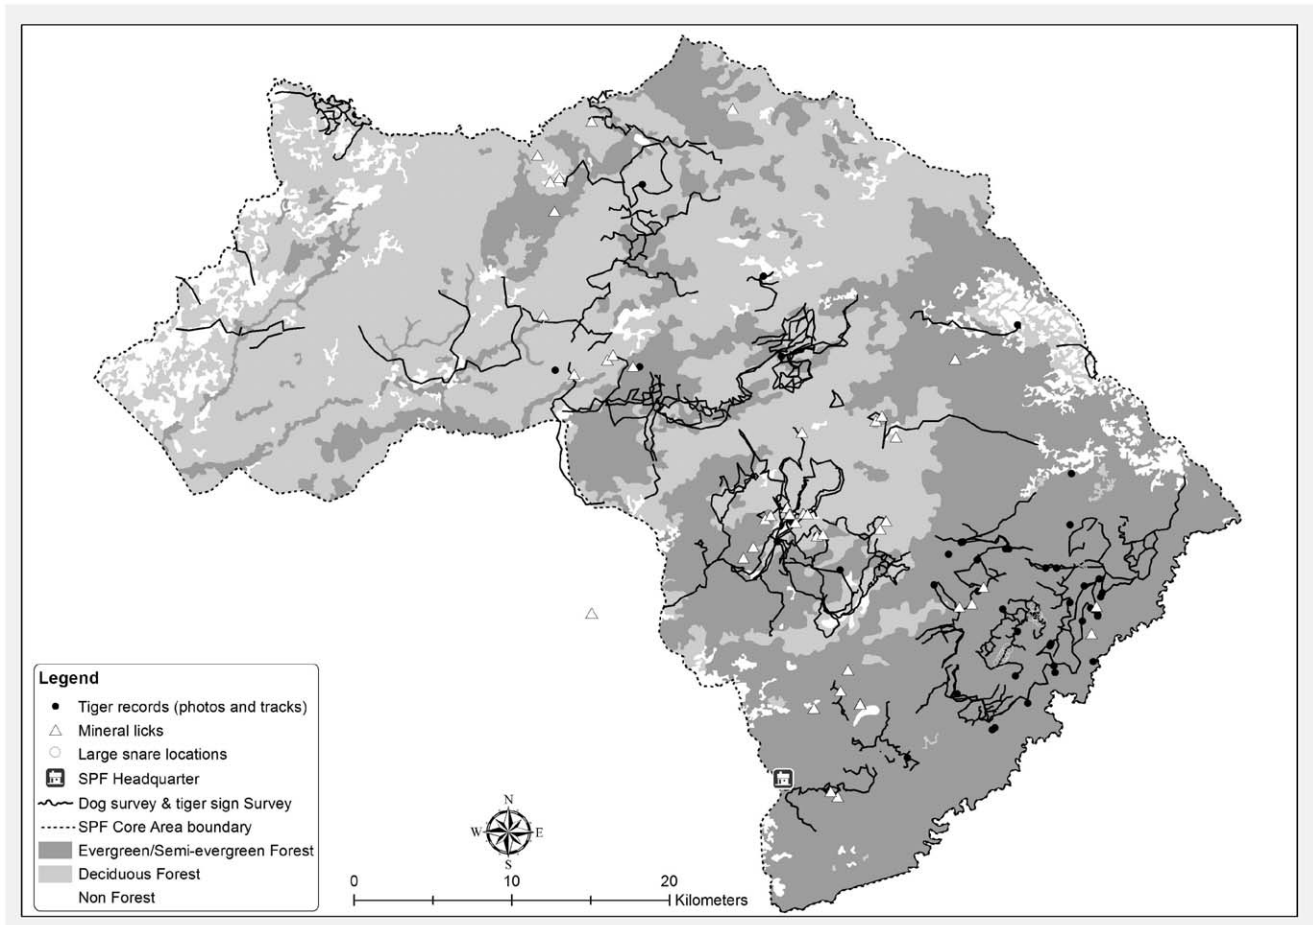 Legend
Tiger records (photos and tracks)
Mineral licks
Large snare locations
SPF Headquarter
Dog survey & tiger sign Survey
SPF Core Area boundary
Evergreen/Semi-evergreen Forest
Deciduous Forest
Non Forest
N
W E
S
0 10 20
Kilometers